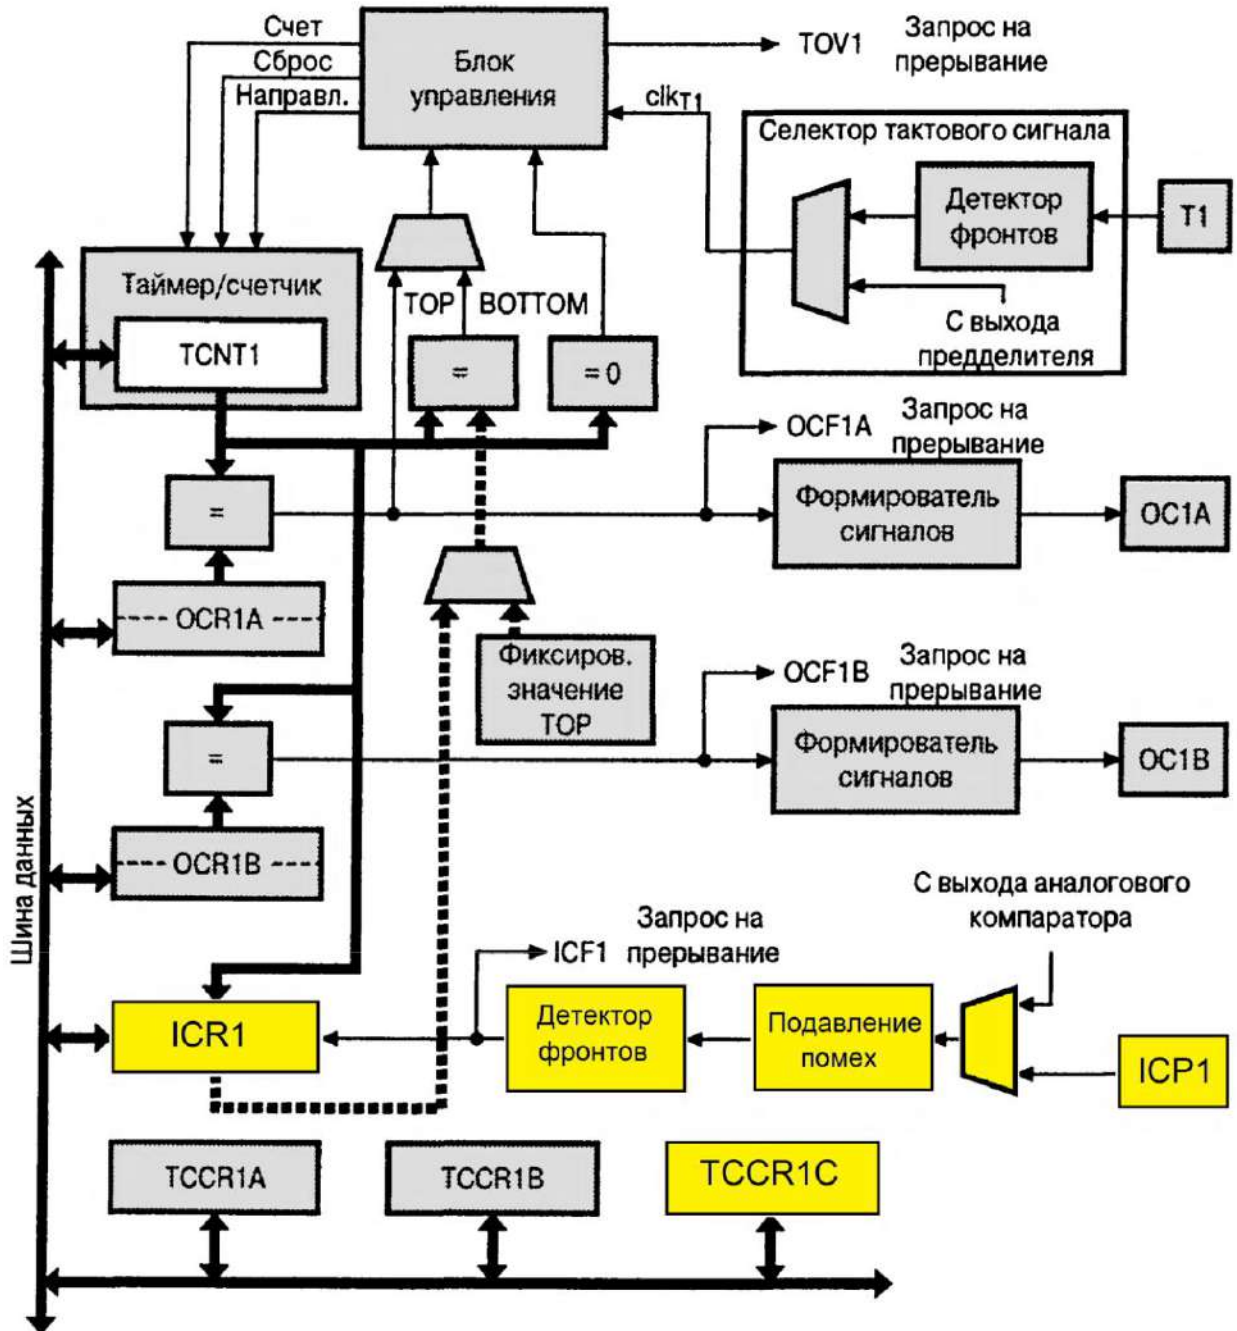 Счет
Сброс
Направл.
Блок
управления
TOV1
Запрос на
прерывание
clkT1
Селектор тактового сигнала
Детектор
фронтов
T1
С выхода
предделителя
Таймер/счетчик
TCNT1
TOP
BOTTOM
=
= 0
OCF1A
Запрос на
прерывание
=
Формирователь
сигналов
OC1A
OCR1A
Фиксиров.
значение
TOP
OCF1B
Запрос на
прерывание
=
Формирователь
сигналов
OC1B
OCR1B
Шина данных
С выхода аналогового
компаратора
ICF1
Запрос на
прерывание
ICR1
Детектор
фронтов
Подавление
помех
ICP1
TCCR1A
TCCR1B
TCCR1C